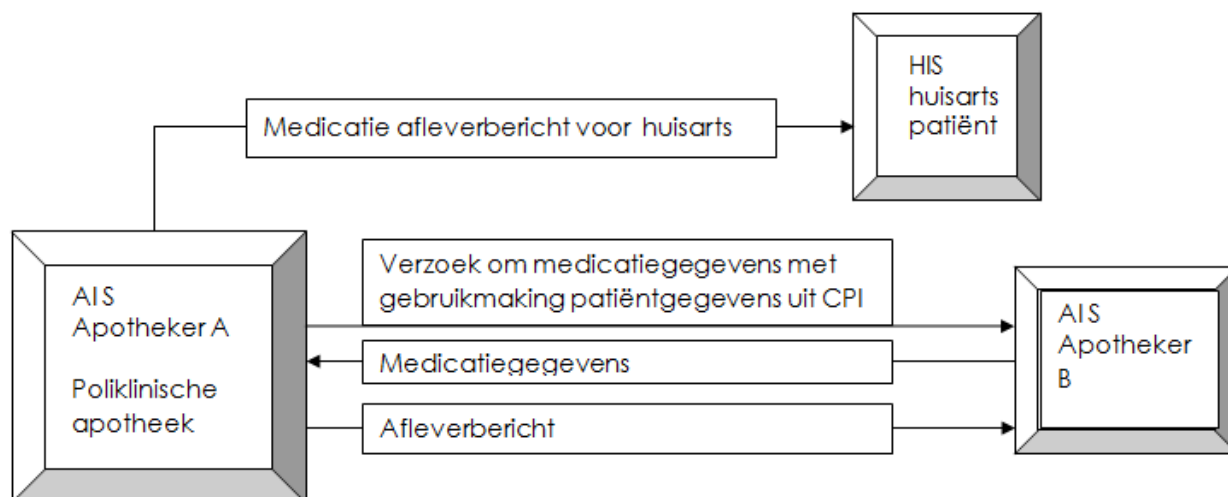 HIS
huisarts
patiënt
Medicatie afleverbericht voor huisarts
AIS
Apotheker A
Poliklinische
apotheek
Verzoek om medicatiegegevens met
gebruikmaking patiëntgegevens uit CPI
Medicatiegegevens
Afleverbericht
AIS
Apotheker
B